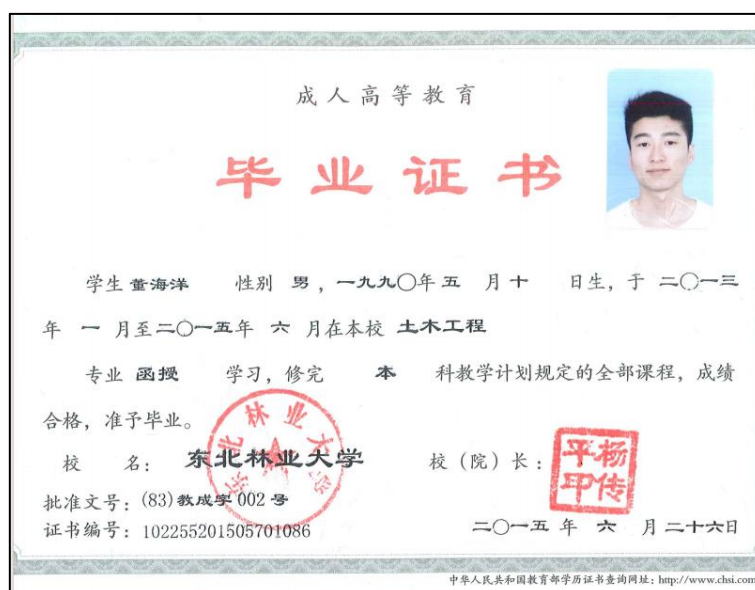 成人高等教育
毕业证书
学生 董海洋 性别 男，一九九〇年五 月十 日生，于 二〇一三
年 一 月至二〇一五年 六 月在本校 土木工程
专业 函授 学习，修完 本 科教学计划规定的全部课程，成绩
合格，准予毕业。
校 名：东北林业大学 校（院）长：
东北林业大学
杨传平印
批准文号：(83)教成字 002 号
证书编号：102255201505701086 二〇一五 年 六 月 二十六日
中华人民共和国教育部学历证书查询网址：http://www.chsi.com